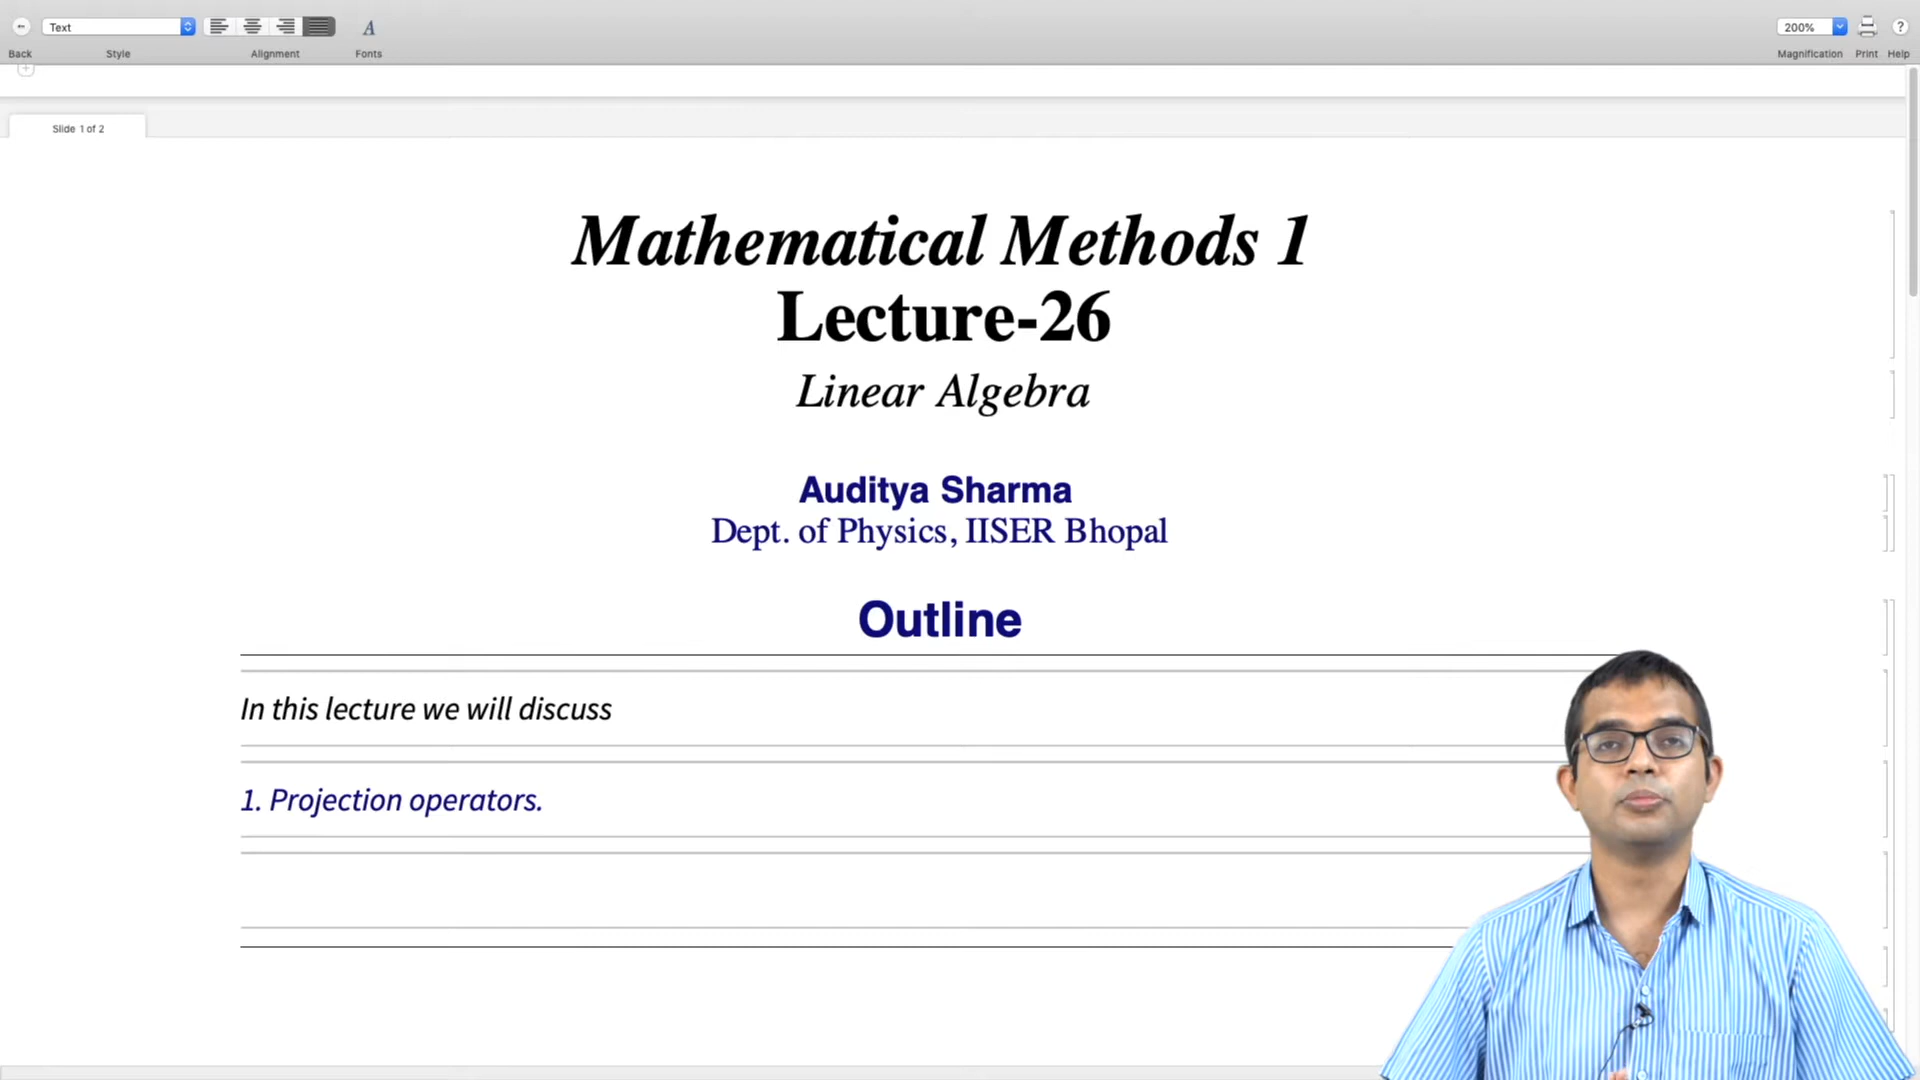 Text
200%
Back
Style
Alignment
Fonts
Magnification
Print
Help
Slide 1 of 2
Mathematical Methods 1
Lecture-26
Linear Algebra
Auditya Sharma
Dept. of Physics, IISER Bhopal
Outline
In this lecture we will discuss
1. Projection operators.